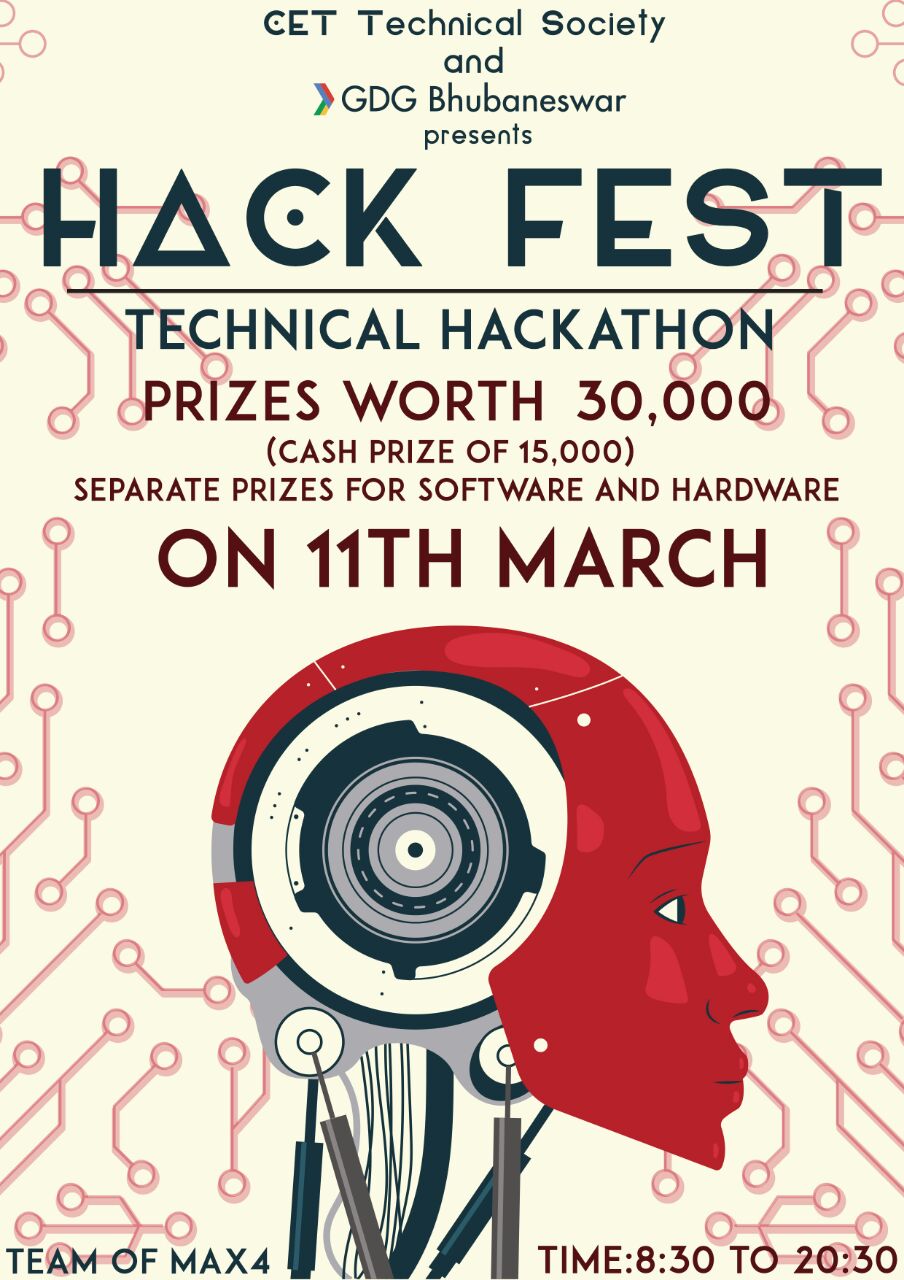 CET Technical Society
and
GDG Bhubaneswar
presents
HACK FEST
TECHNICAL HACKATHON
PRIZES WORTH 30,000
(CASH PRIZE OF 15,000)
SEPARATE PRIZES FOR SOFTWARE AND HARDWARE
ON 11TH MARCH
TEAM OF MAX4
TIME:8:30 TO 20:30